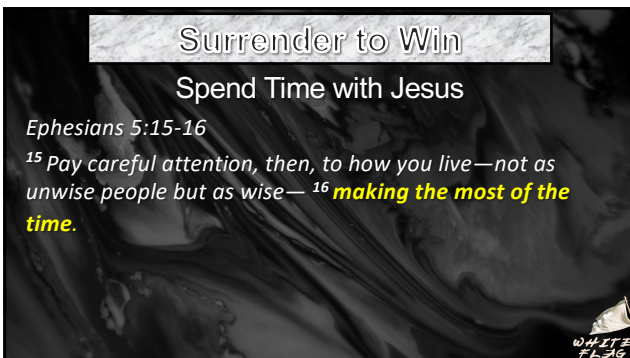 Surrender to Win
Spend Time with Jesus
Ephesians 5:15-16
15 Pay careful attention, then, to how you live—not as
unwise people but as wise— 16 making the most of the
time.
WHITE
FLAG